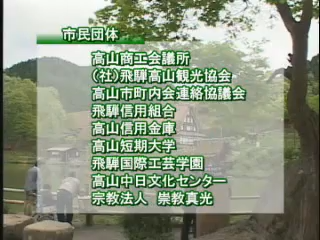 市民団体
高山商工会議所
(社)飛騨高山観光協会
高山市町内会連絡協議会
飛騨信用組合
高山信用金庫
高山短期大学
飛騨国際工芸学園
高山中日文化センター
宗教法人 崇教真光